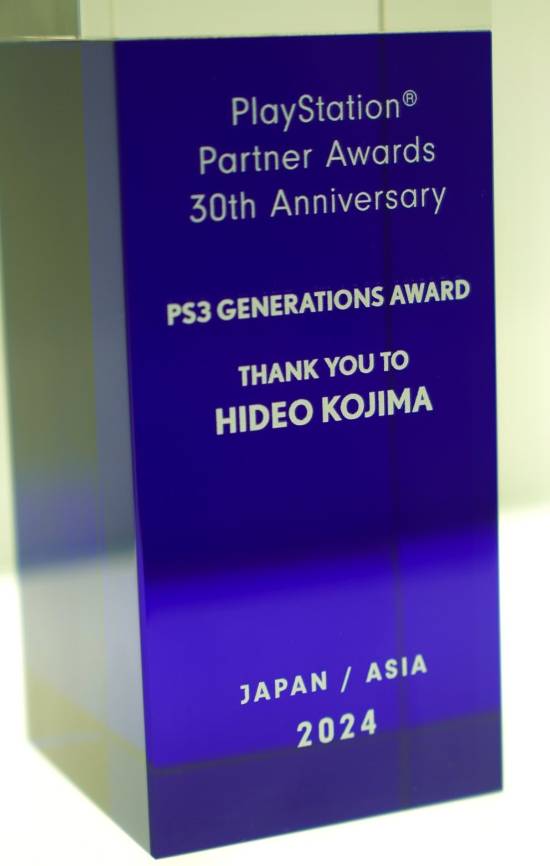 PlayStation®
Partner Awards
30th Anniversary
PS3 GENERATIONS AWARD
THANK YOU TO
HIDEO KOJIMA
JAPAN / ASIA
2024